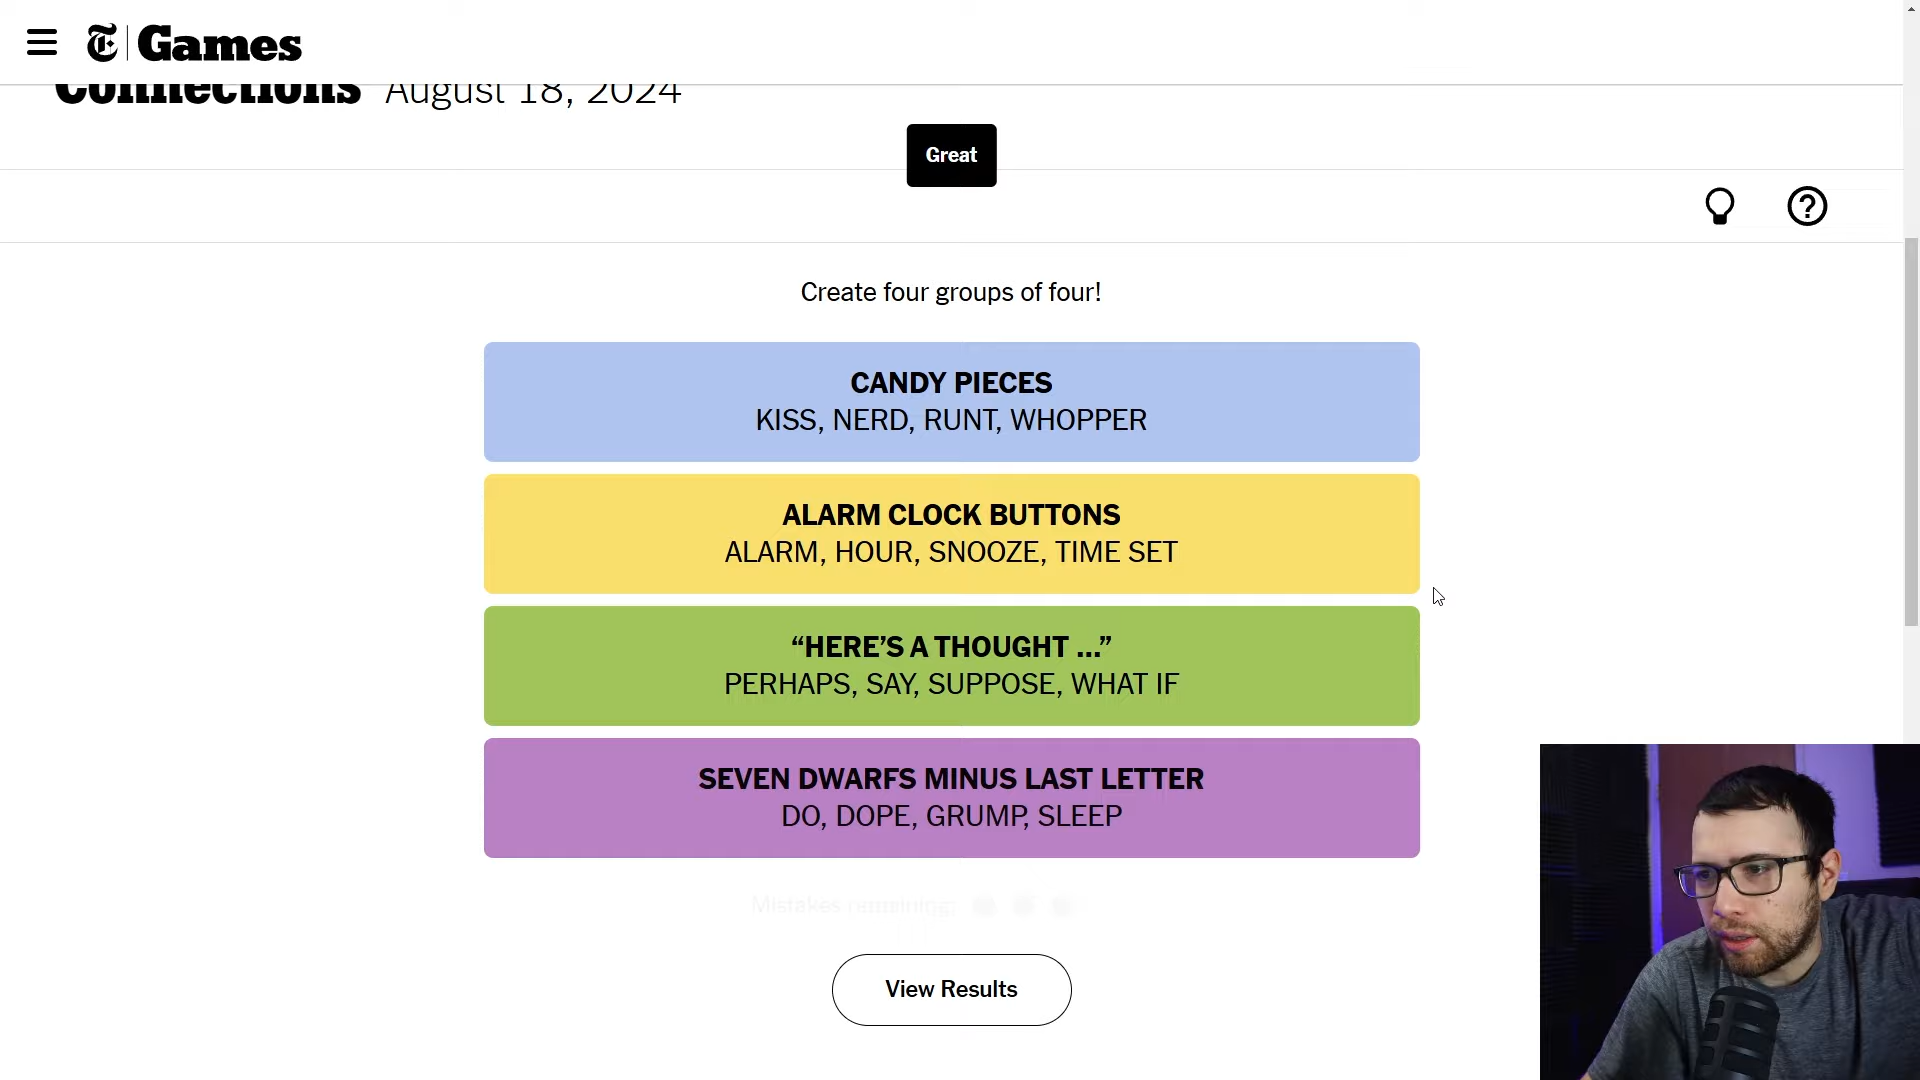 Games
Connections August 18, 2024
Great
Create four groups of four!
CANDY PIECES
KISS, NERD, RUNT, WHOPPER
ALARM CLOCK BUTTONS
ALARM, HOUR, SNOOZE, TIME SET
“HERE’S A THOUGHT ...”
PERHAPS, SAY, SUPPOSE, WHAT IF
SEVEN DWARFS MINUS LAST LETTER
DO, DOPE, GRUMP, SLEEP
Mistakes remaining:
View Results